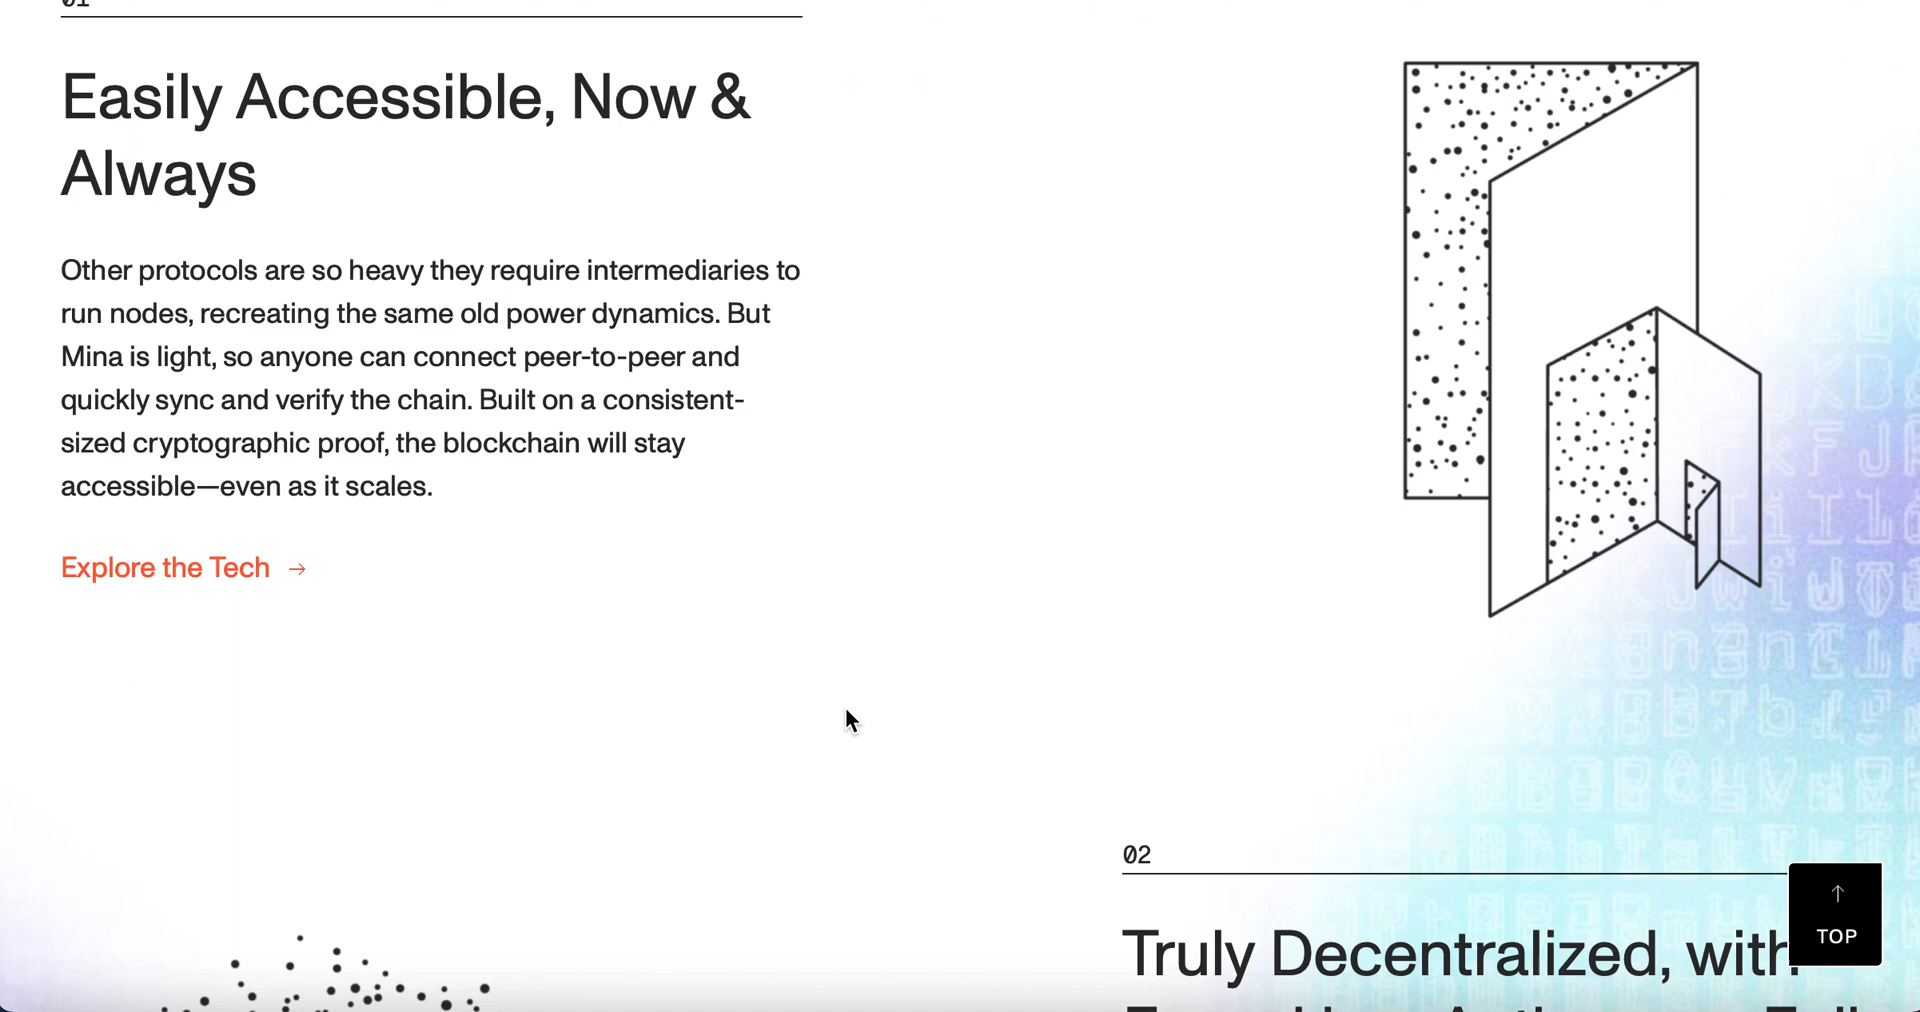 01
Easily Accessible, Now &
Always
Other protocols are so heavy they require intermediaries to
run nodes, recreating the same old power dynamics. But
Mina is light, so anyone can connect peer-to-peer and
quickly sync and verify the chain. Built on a consistent-
sized cryptographic proof, the blockchain will stay
accessible—even as it scales.
Explore the Tech →
02
Truly Decentralized, with
↑
TOP